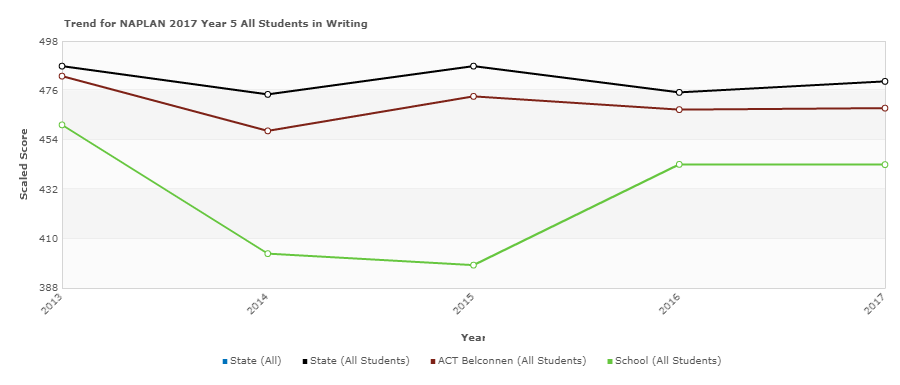 Trend for NAPLAN 2017 Year 5 All Students in Writing
498
476
454
432
410
388
Scaled Score
2013 2014 2015 2016 2017
Year
State (All) State (All Students) ACT Belconnen (All Students) School (All Students)